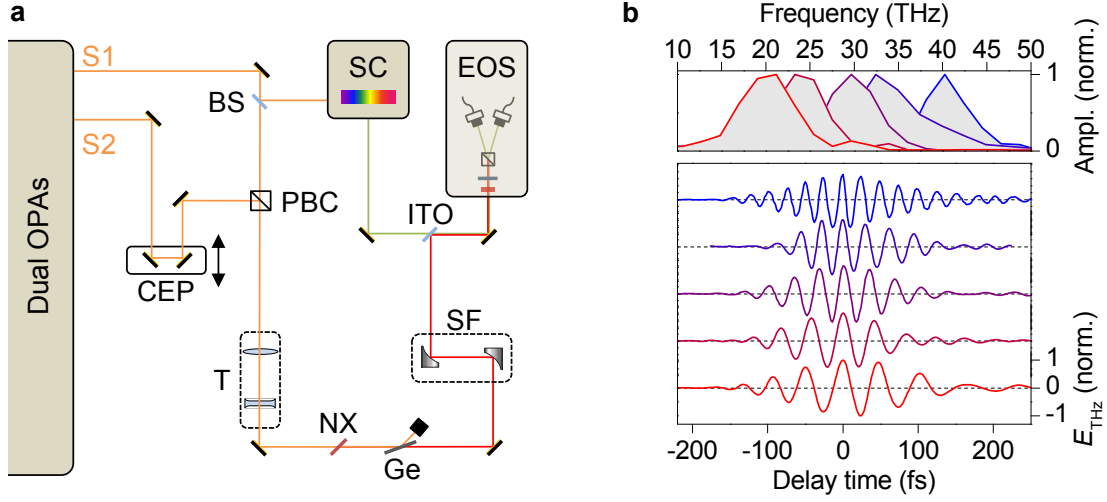 a
Dual OPAs
S1
S2
BS
SC
EOS
PBC
ITO
CEP
SF
T
NX
Ge
b
Frequency (THz)
10 15 20 25 30 35 40 45 50
1
0
Ampl. (norm.)
1
0
-1
E_THz (norm.)
-200 -100 0 100 200
Delay time (fs)